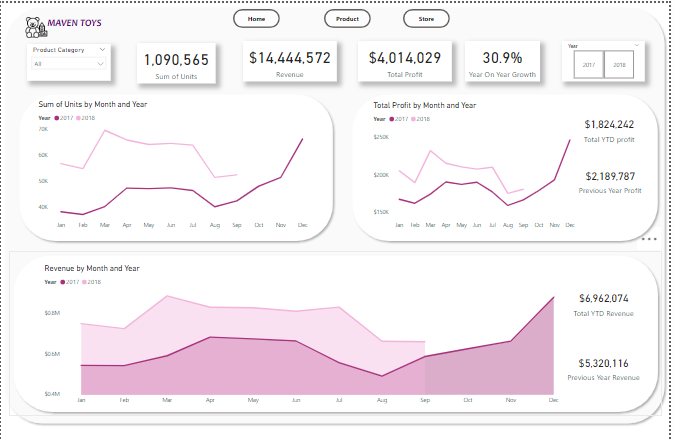 MAVEN TOYS
Home
Product
Store
Product Category
All
1,090,565
Sum of Units
$14,444,572
Revenue
$4,014,029
Total Profit
30.9%
Year On Year Growth
Year
2017
2018
Sum of Units by Month and Year
Year 2017 2018
70K
60K
50K
40K
Jan Feb Mar Apr May Jun Jul Aug Sep Oct Nov Dec
Total Profit by Month and Year
Year 2017 2018
$250K
$200K
$150K
Jan Feb Mar Apr May Jun Jul Aug Sep Oct Nov Dec
$1,824,242
Total YTD profit
$2,189,787
Previous Year Profit
Revenue by Month and Year
Year 2017 2018
$0.8M
$0.6M
$0.4M
Jan Feb Mar Apr May Jun Jul Aug Sep Oct Nov Dec
$6,962,074
Total YTD Revenue
$5,320,116
Previous Year Revenue